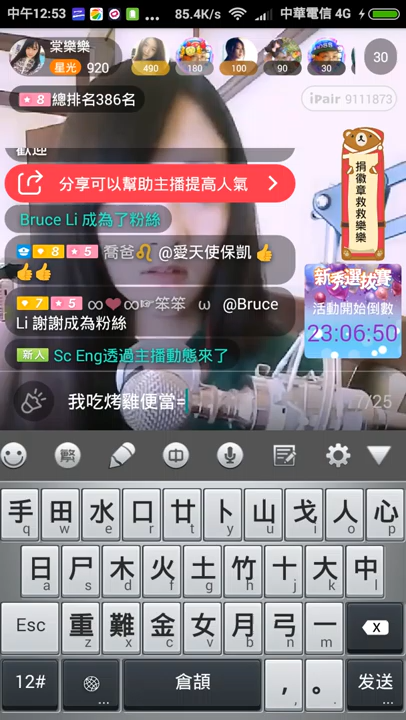 中午12:53 ... 85.4K/s 中華電信 4G
棠樂樂
星光 920
490 180 100 90 30
30
8 總排名386名
iPair 9111873
歡迎
分享可以幫助主播提高人氣
捐徽章救救樂樂
Bruce Li 成為了粉絲
8 5 喬爸♌ @愛天使保凱 👍
👍👍
新季選拔賽
活動開始倒數
23:06:50
7 5 ∞❤∞☞笨笨 ω @Bruce
Li 謝謝成為粉絲
新人 Sc Eng透過主播動態來了
我吃烤雞便當= 7/25
繁 中
手 田 水 口 廿 卜 山 戈 人 心
q w e r t y u i o p
日 尸 木 火 土 竹 十 大 中
a s d f g h j k l
Esc 重 難 金 女 月 弓 一 X
z x c v b n m
12# ... 倉頡 ， 。 发送
...